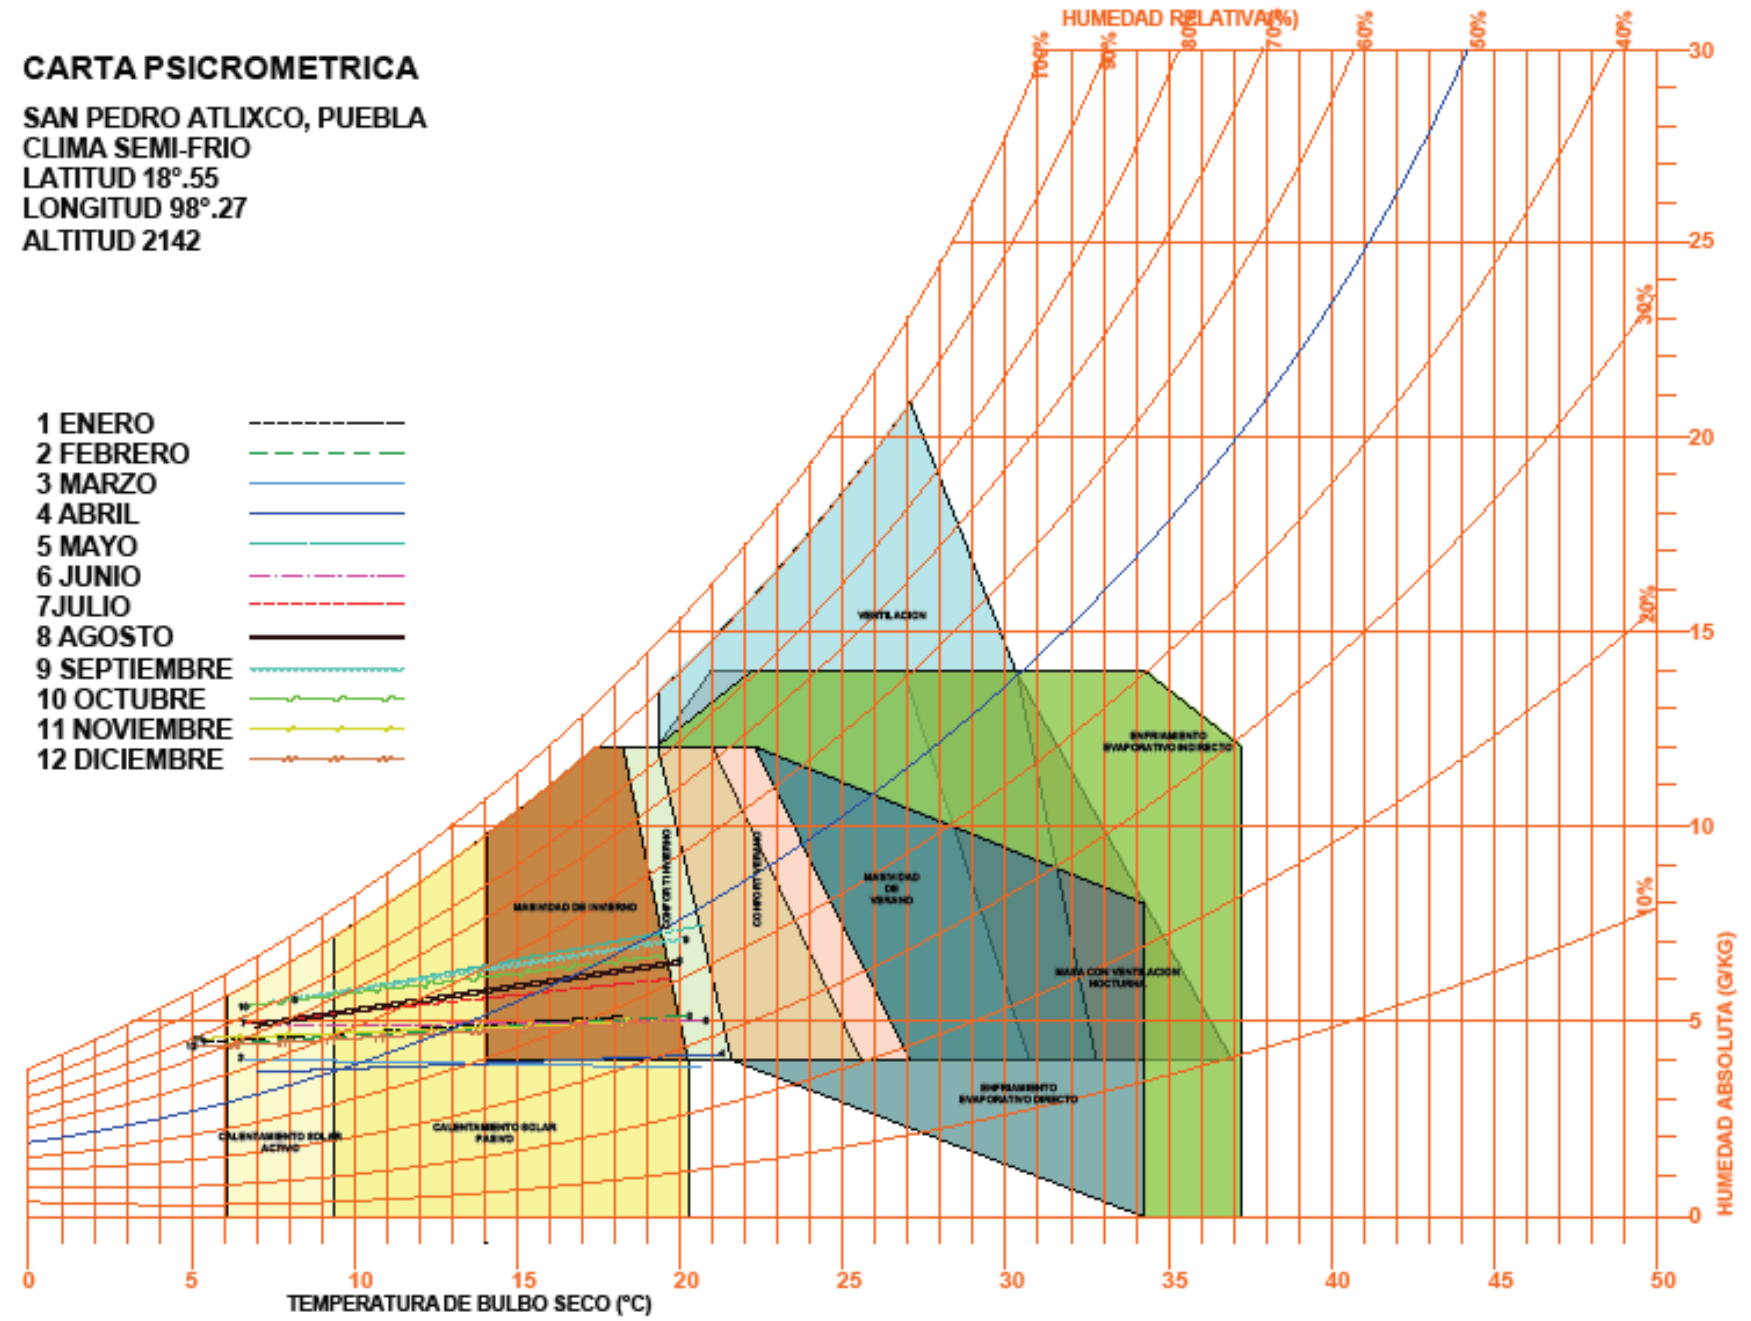 CARTA PSICROMETRICA
SAN PEDRO ATLIXCO, PUEBLA
CLIMA SEMI-FRIO
LATITUD 18°.55
LONGITUD 98°.27
ALTITUD 2142
1 ENERO
2 FEBRERO
3 MARZO
4 ABRIL
5 MAYO
6 JUNIO
7JULIO
8 AGOSTO
9 SEPTIEMBRE
10 OCTUBRE
11 NOVIEMBRE
12 DICIEMBRE
HUMEDAD RELATIVA(%)
100%
90%
80%
70%
60%
50%
40%
30%
20%
10%
30
25
20
15
10
5
0
HUMEDAD ABSOLUTA (G/KG)
VENTILACION
ENFRIAMIENTO
EVAPORATIVO INDIRECTO
MASIVIDAD DE INVIERNO
CONFORT INVIERNO
CONFORT VERANO
MASIVIDAD
DE
VERANO
MASA CON VENTILACION
NOCTURNA
ENFRIAMIENTO
EVAPORATIVO DIRECTO
CALENTAMIENTO SOLAR
ACTIVO
CALENTAMIENTO SOLAR
PASIVO
0
5
10
15
20
25
30
35
40
45
50
TEMPERATURA DE BULBO SECO (°C)